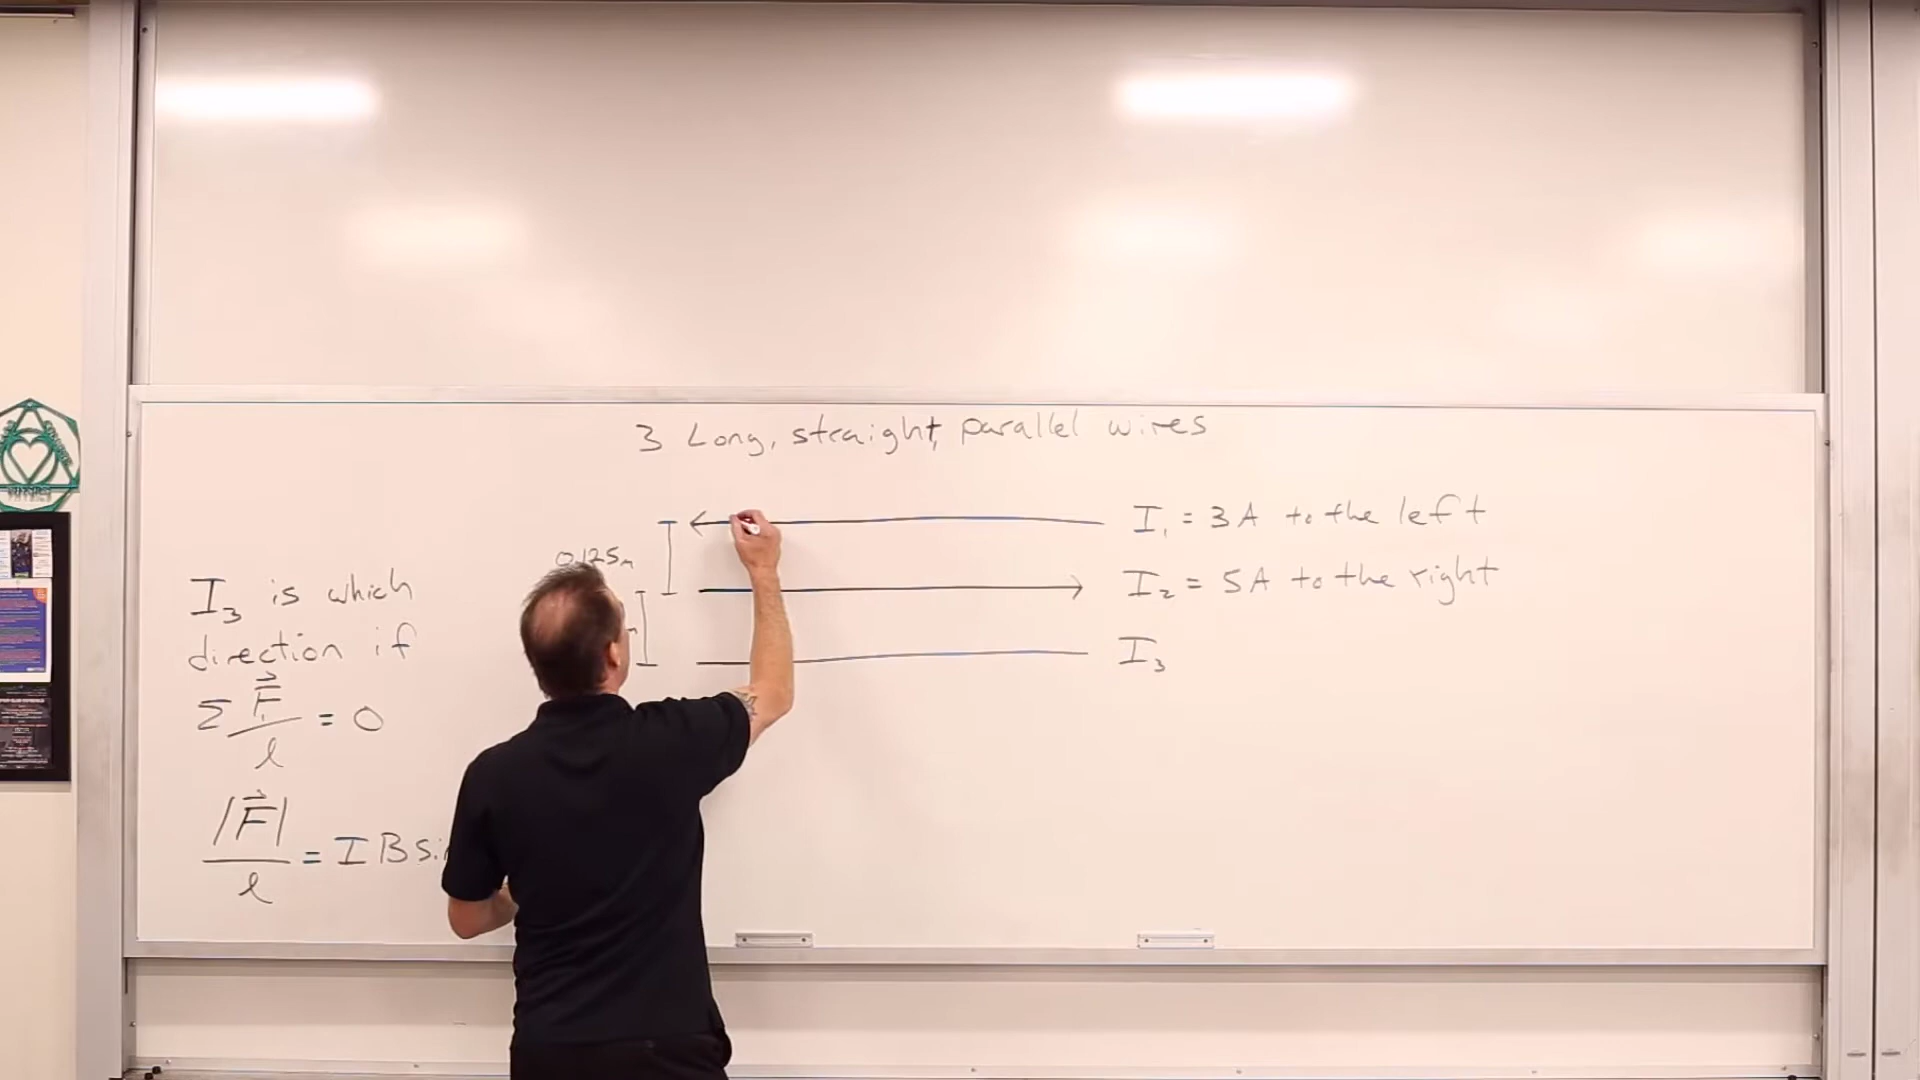 3 Long, straight, parallel wires
I₁ = 3A to the left
0.125m
I₂ = 5A to the right
I₃
I₃ is which
direction if
Σ F⃗/l = 0
|F⃗|/l = I B